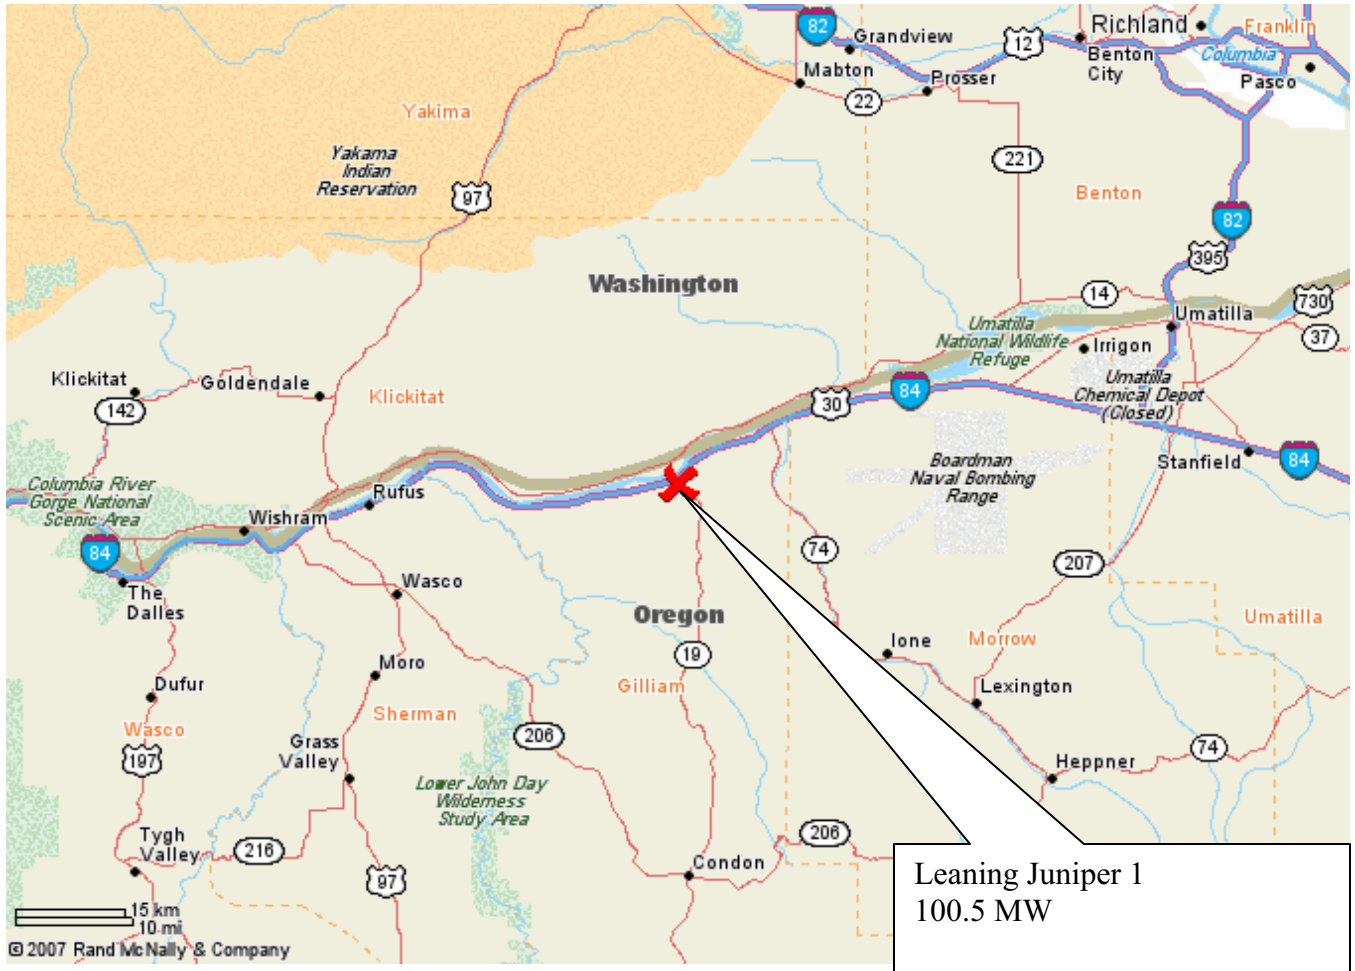 82
Grandview
12
Richland
Franklin
Benton
City
Columbia
Pasco
Mabton
Prosser
22
Yakima
Yakama
Indian
Reservation
97
221
Benton
82
395
Washington
14
730
Umatilla
Umatilla
National Wildlife
Refuge
Irrigon
37
Klickitat
Goldendale
142
Klickitat
30
84
Umatilla
Chemical Depot
(Closed)
Stanfield
84
Boardman
Naval Bombing
Range
Columbia River
Gorge National
Scenic Area
Rufus
Wishram
84
The
Dalles
Wasco
74
207
Oregon
Umatilla
Ione
Morrow
19
Moro
Gilliam
Lexington
Dufur
Sherman
Wasco
206
Grass
Valley
197
74
Heppner
Lower John Day
Wilderness
Study Area
Tygh
Valley
216
206
97
Condon
Leaning Juniper 1
100.5 MW
15 km
10 mi
© 2007 Rand McNally & Company